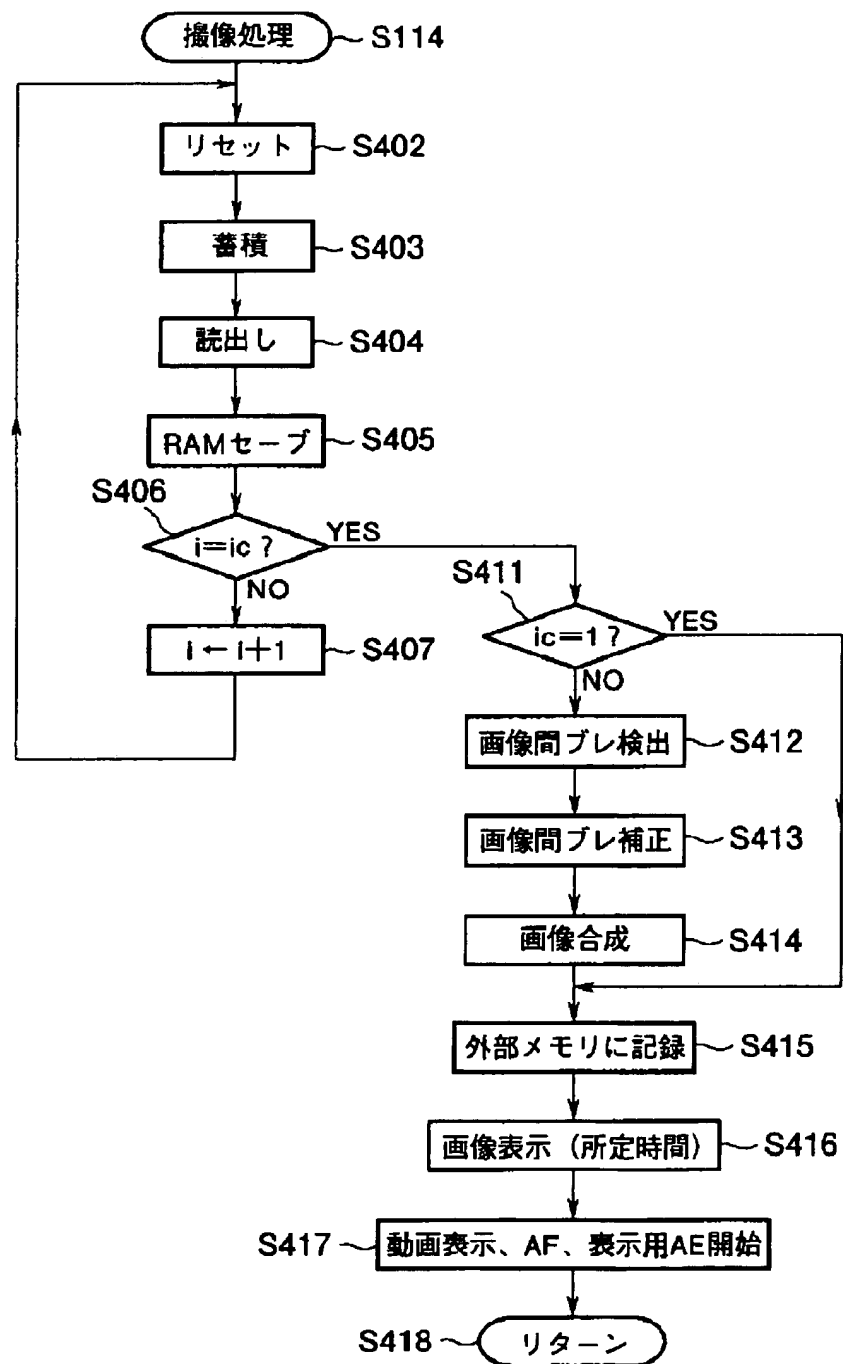 撮像処理 S114
リセット S402
蓄積 S403
読出し S404
RAMセーブ S405
S406
i=ic?
YES
NO
i←i+1 S407
S411
ic=1?
YES
NO
画像間ブレ検出 S412
画像間ブレ補正 S413
画像合成 S414
外部メモリに記録 S415
画像表示(所定時間) S416
S417 動画表示、AF、表示用AE開始
S418 リターン